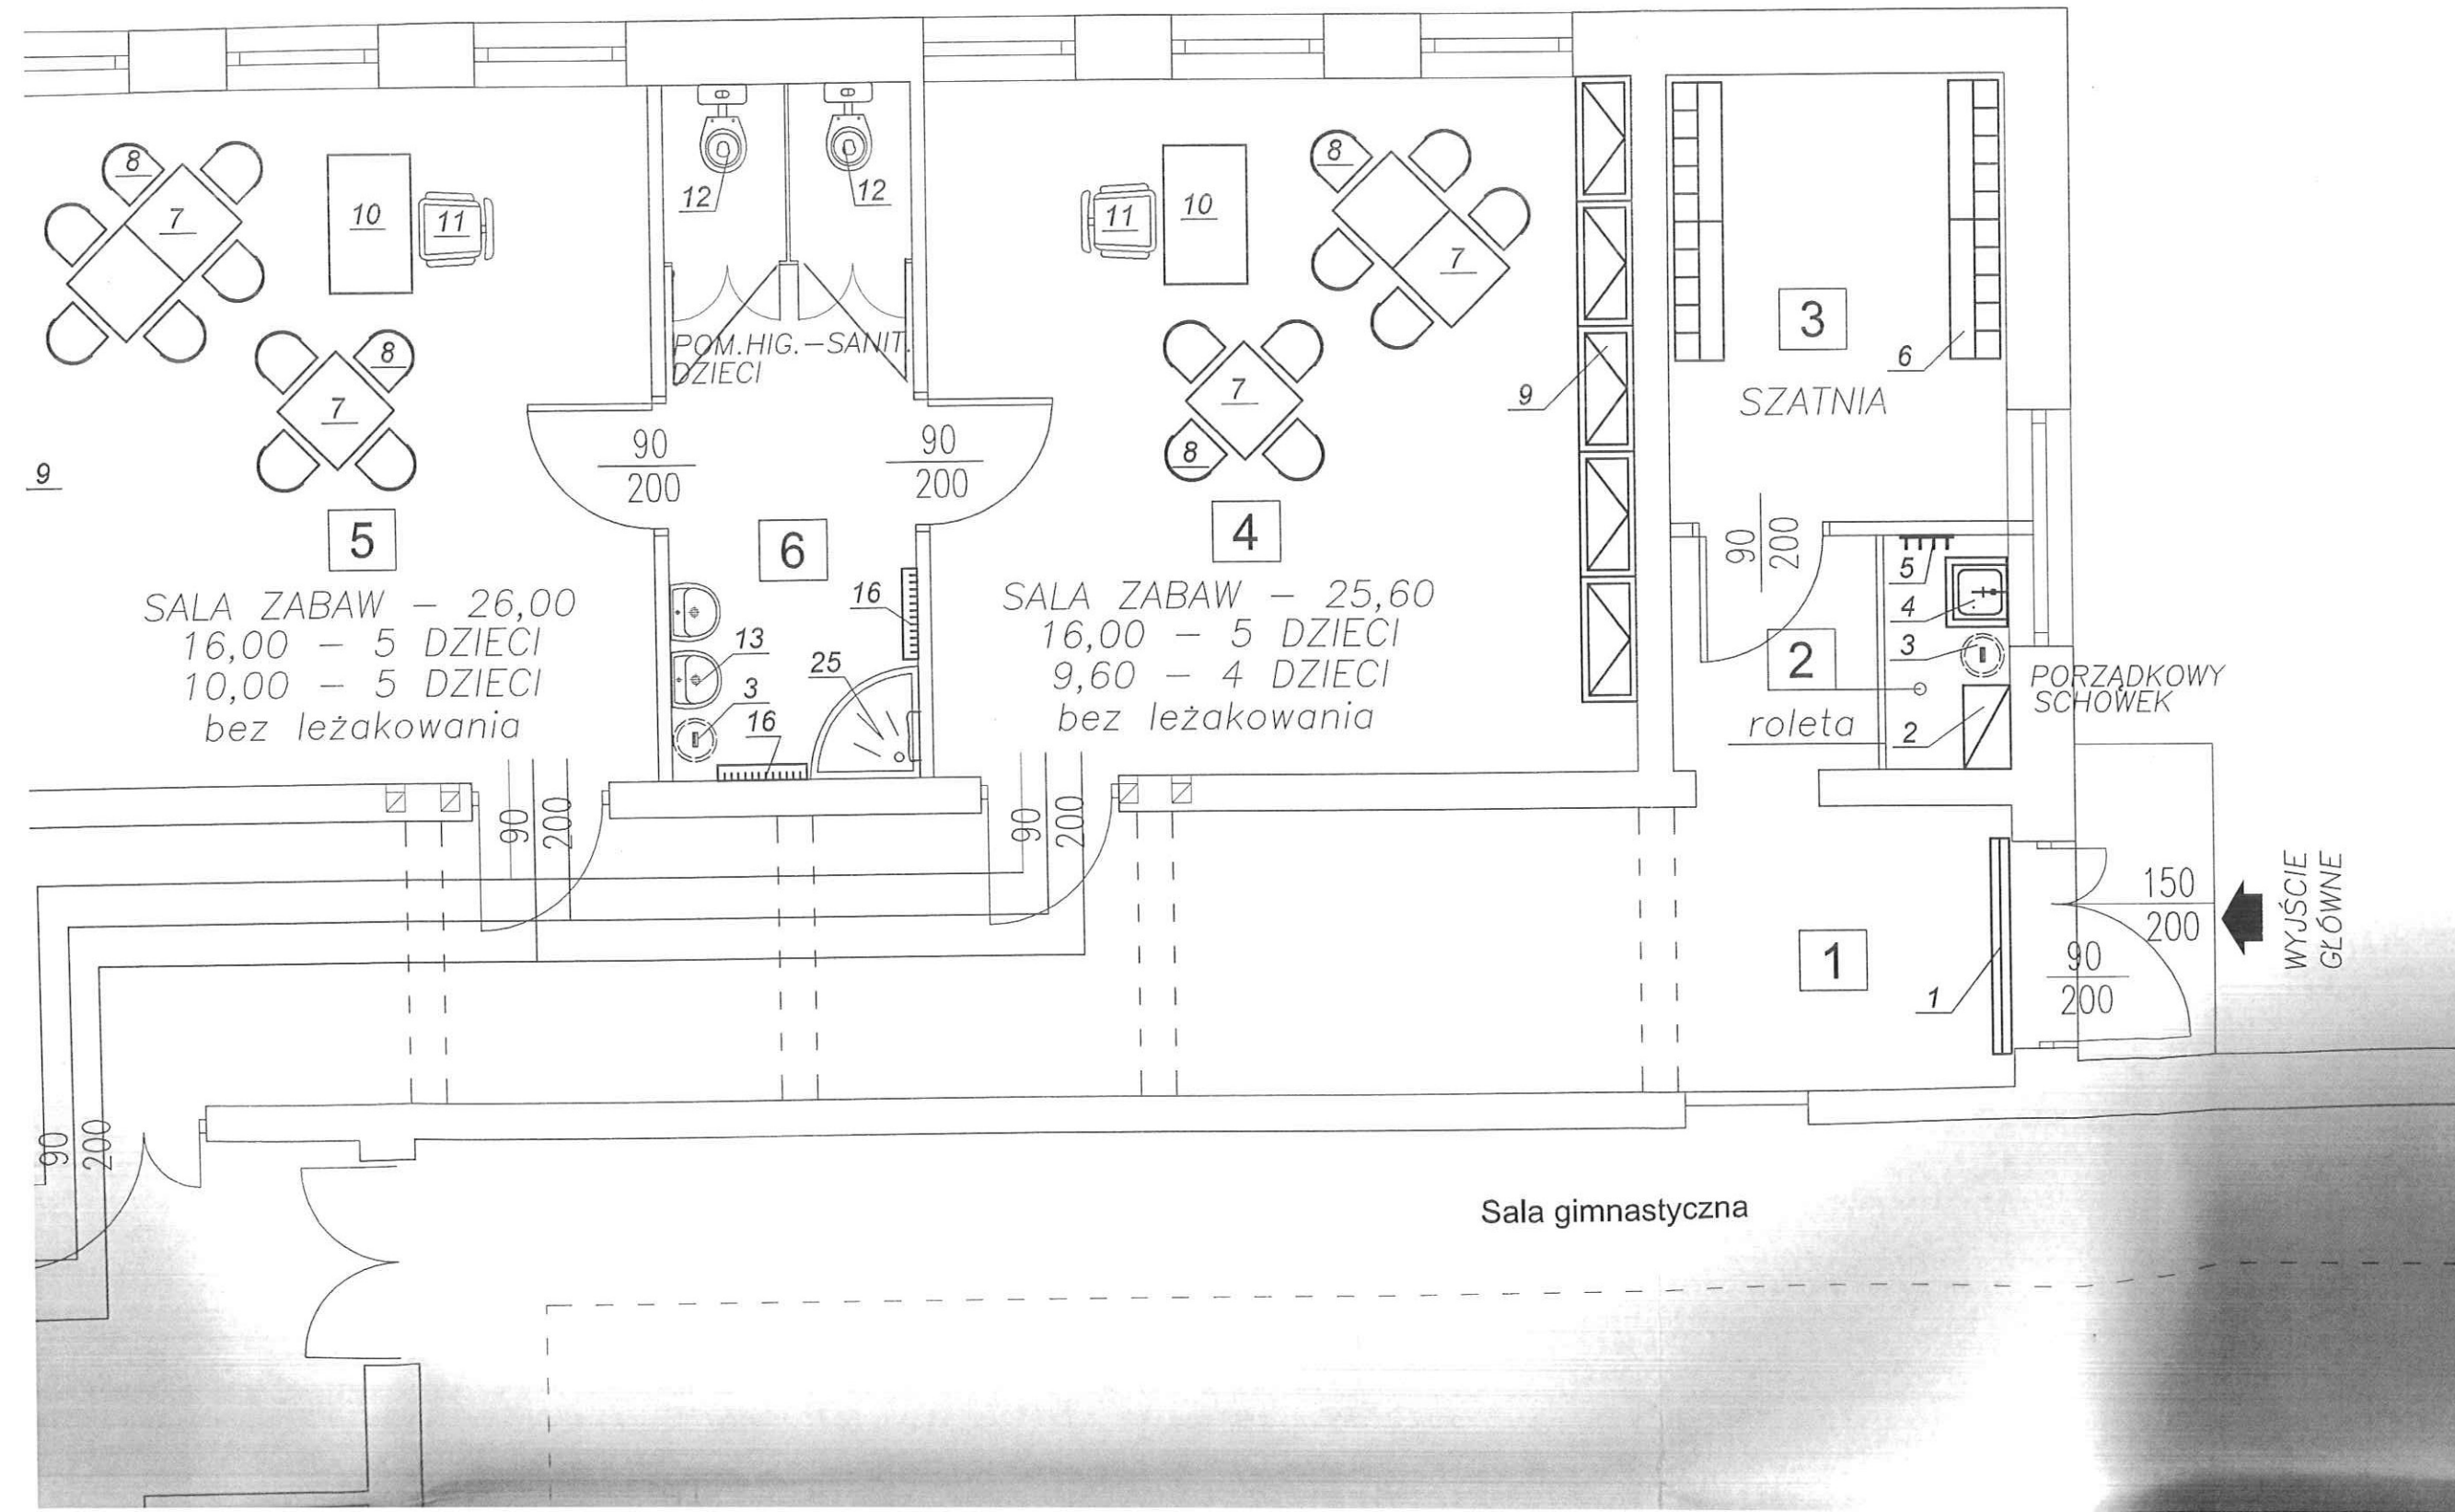 8
7
10
11
12
12
11
10
8
7
POM.HIG.–SANIT.
DZIECI
3
6
SZATNIA
8
7
7
8
9
9
90
200
90
200
90
200
5
6
4
SALA ZABAW – 26,00
16,00 – 5 DZIECI
10,00 – 5 DZIECI
bez leżakowania
13
3
16
25
16
SALA ZABAW – 25,60
16,00 – 5 DZIECI
9,60 – 4 DZIECI
bez leżakowania
5
4
3
2
2
roleta
PORZĄDKOWY
SCHOWEK
90
200
90
200
1
1
150
200
90
200
WYJŚCIE
GŁÓWNE
90
200
Sala gimnastyczna